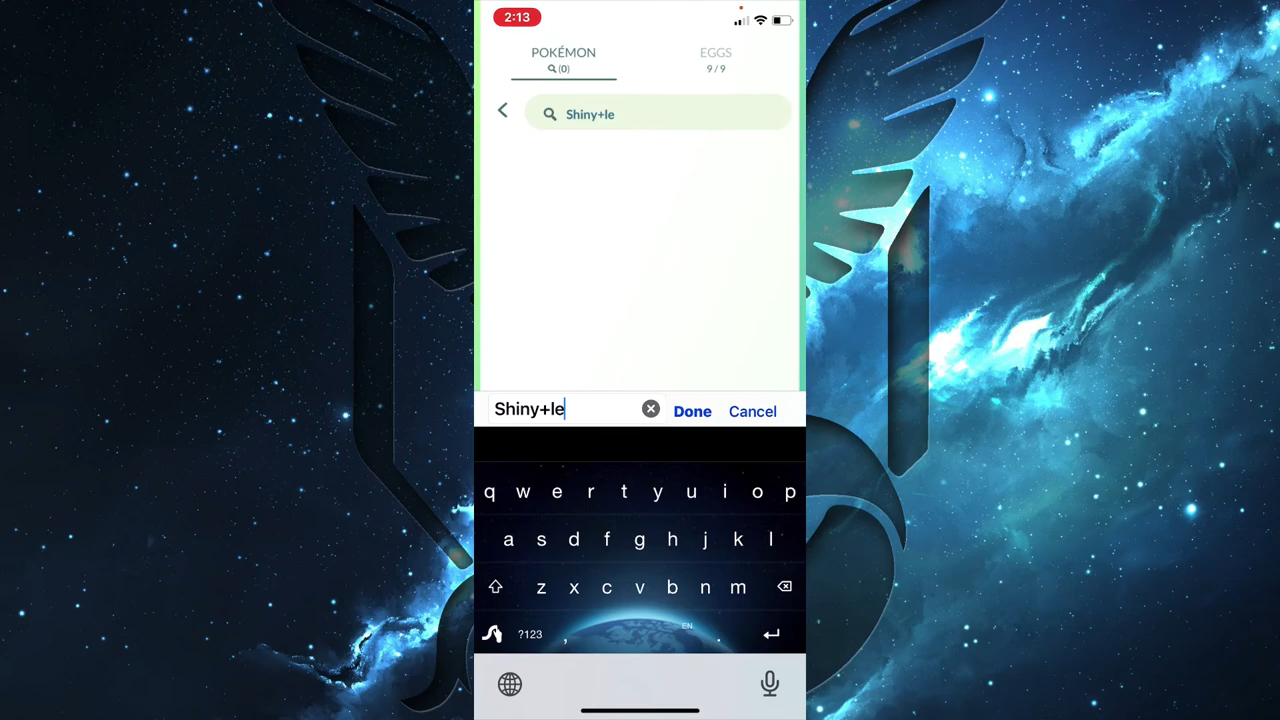 2:13
POKÉMON
(0)
EGGS
9 / 9
Shiny+le
Shiny+le
Done
Cancel
q w e r t y u i o p
a s d f g h j k l
z x c v b n m
EN
?123 , .